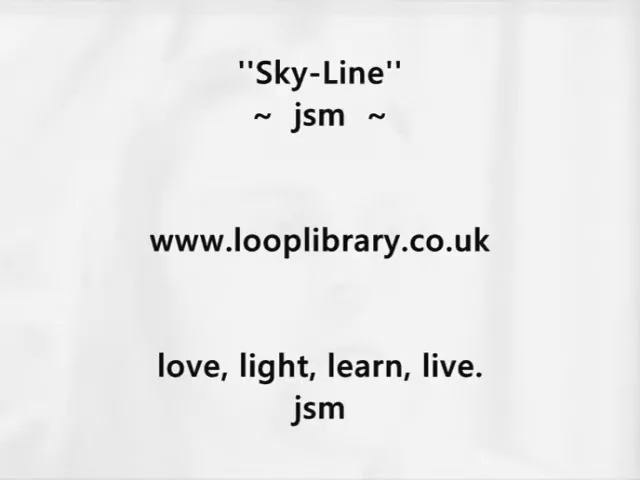 ''Sky-Line''
~ jsm ~
www.looplibrary.co.uk
love, light, learn, live.
jsm